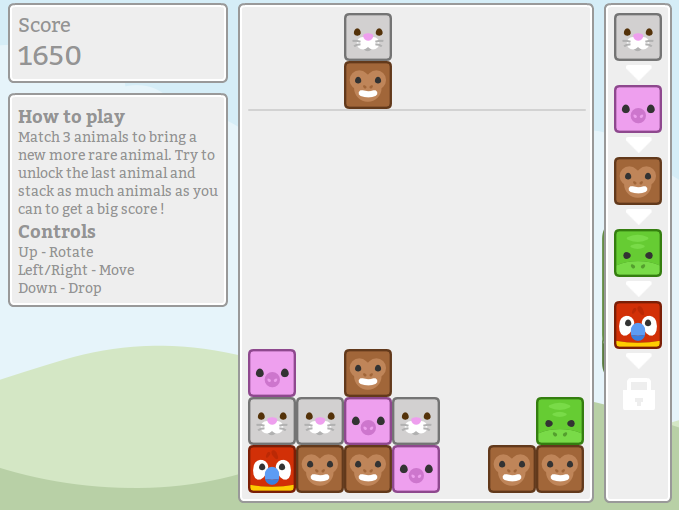 Score
1650
How to play
Match 3 animals to bring a
new more rare animal. Try to
unlock the last animal and
stack as much animals as you
can to get a big score !
Controls
Up - Rotate
Left/Right - Move
Down - Drop